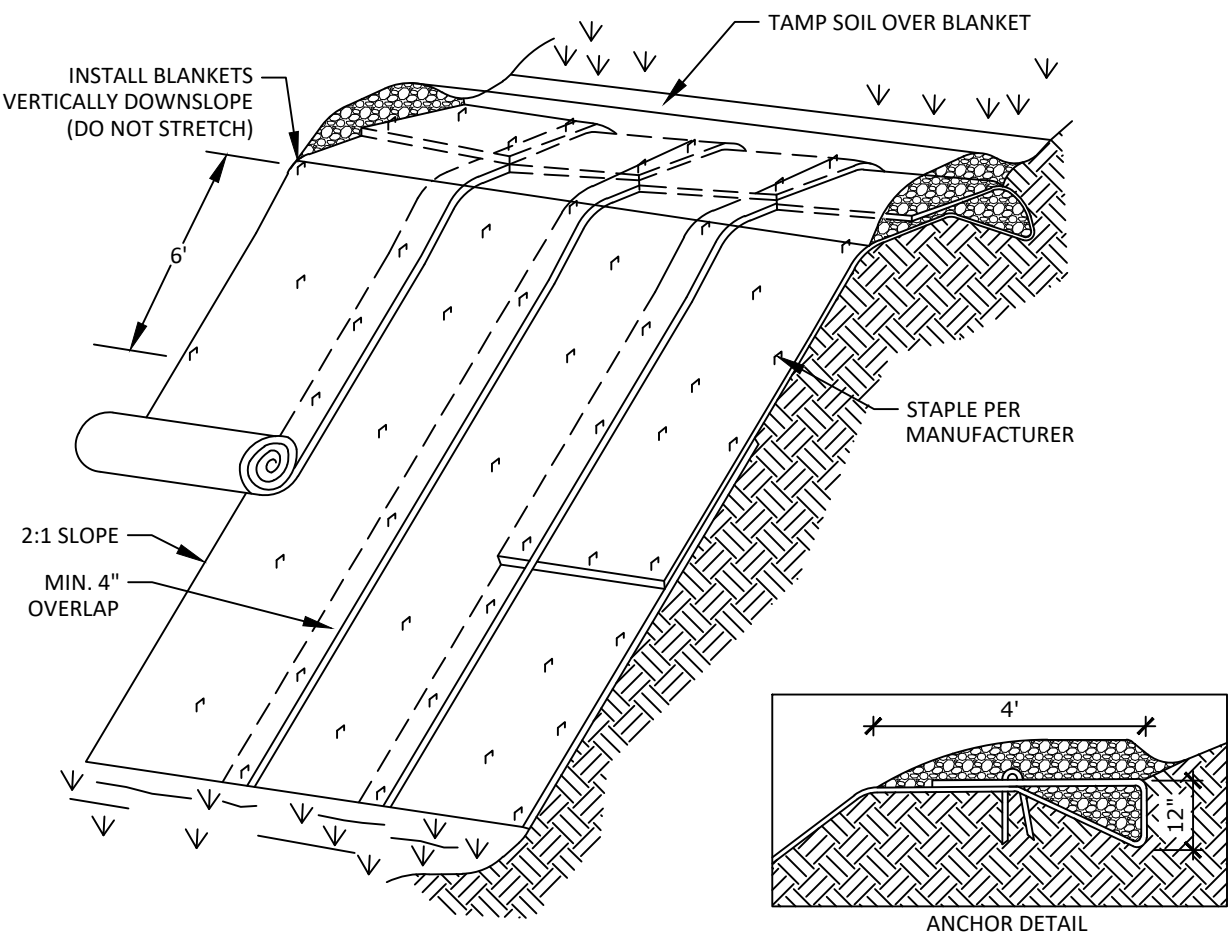 TAMP SOIL OVER BLANKET
INSTALL BLANKETS
VERTICALLY DOWNSLOPE
(DO NOT STRETCH)
6'
STAPLE PER
MANUFACTURER
2:1 SLOPE
MIN. 4"
OVERLAP
4'
12"
ANCHOR DETAIL